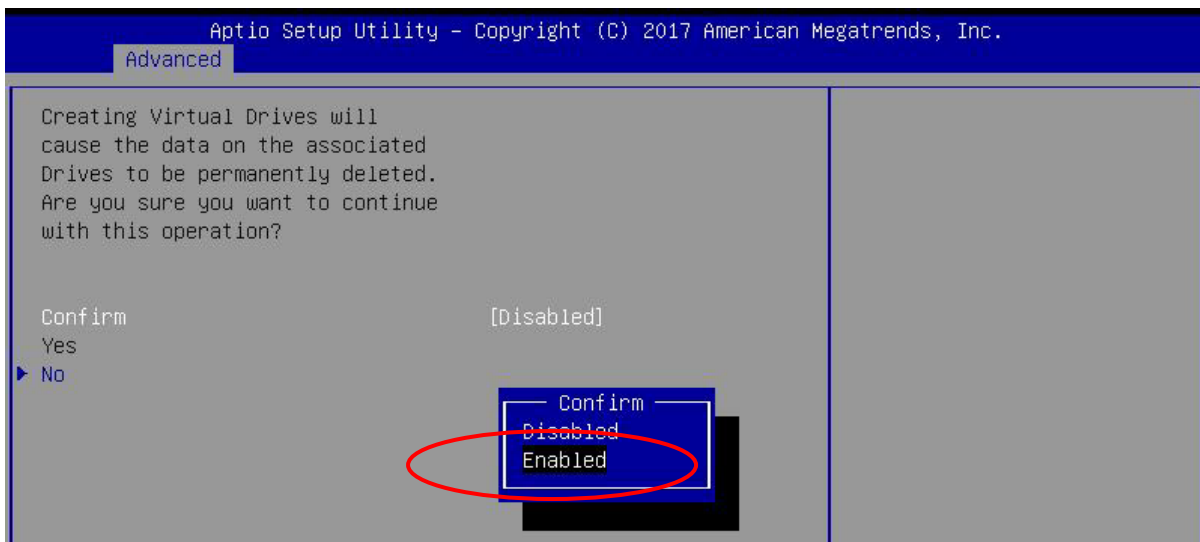 Aptio Setup Utility – Copyright (C) 2017 American Megatrends, Inc.
Advanced
Creating Virtual Drives will
cause the data on the associated
Drives to be permanently deleted.
Are you sure you want to continue
with this operation?
Confirm [Disabled]
Yes
No
Confirm
Disabled
Enabled